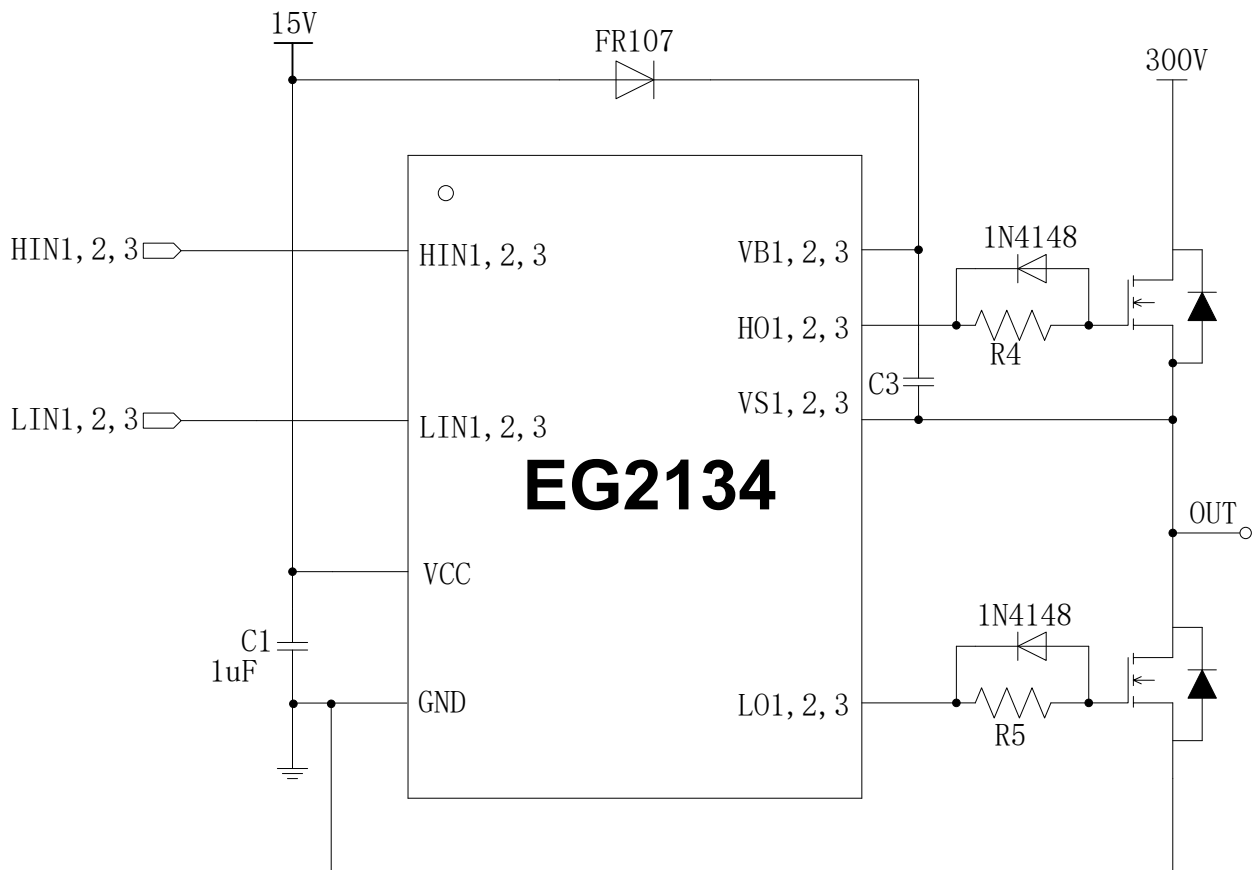 15V
FR107
300V
HIN1,2,3
HIN1,2,3
VB1,2,3
1N4148
HO1,2,3
R4
C3
VS1,2,3
LIN1,2,3
LIN1,2,3
EG2134
OUT
VCC
1N4148
C1
1uF
GND
LO1,2,3
R5